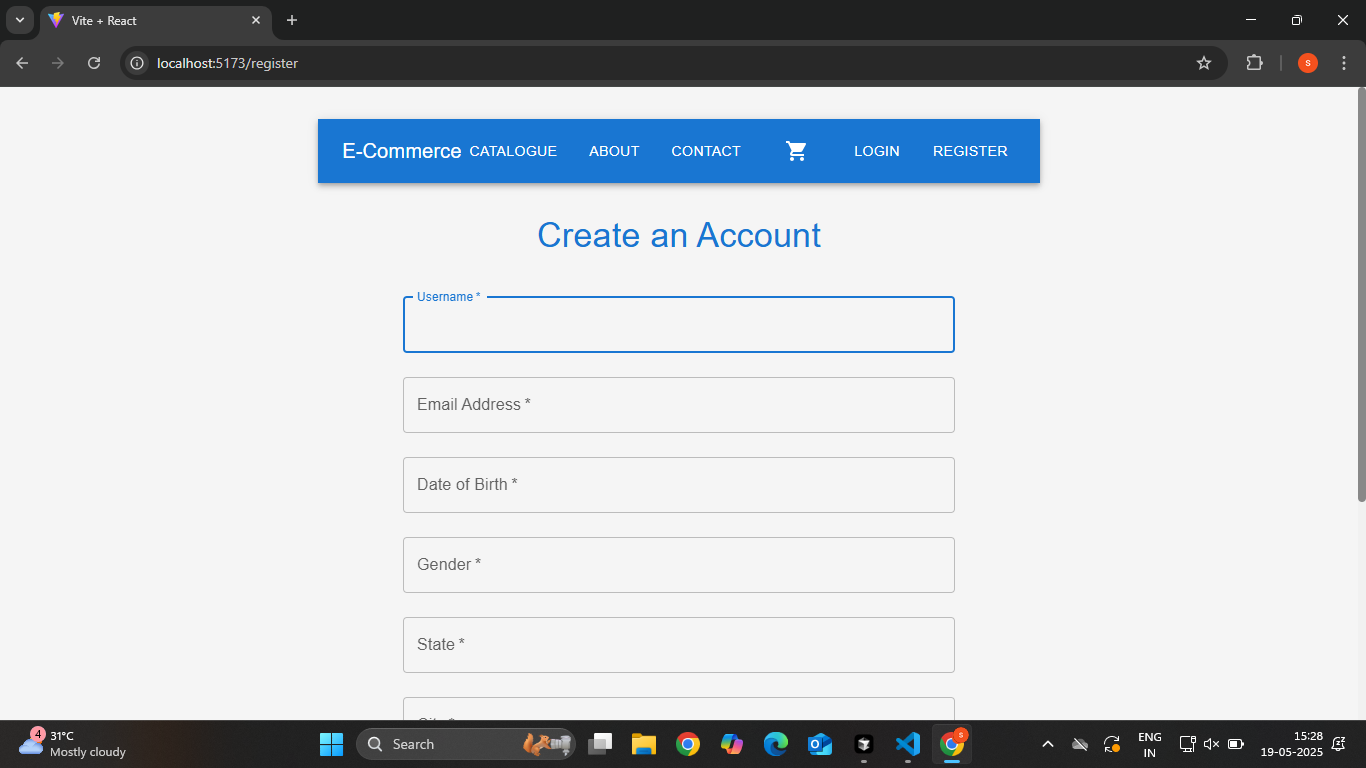 Vite + React
localhost:5173/register
s
E-Commerce CATALOGUE ABOUT CONTACT LOGIN REGISTER
Create an Account
Username *
Email Address *
Date of Birth *
Gender *
State *
City *
4
31°C
Mostly cloudy
Search
s
ENG
IN
15:28
19-05-2025